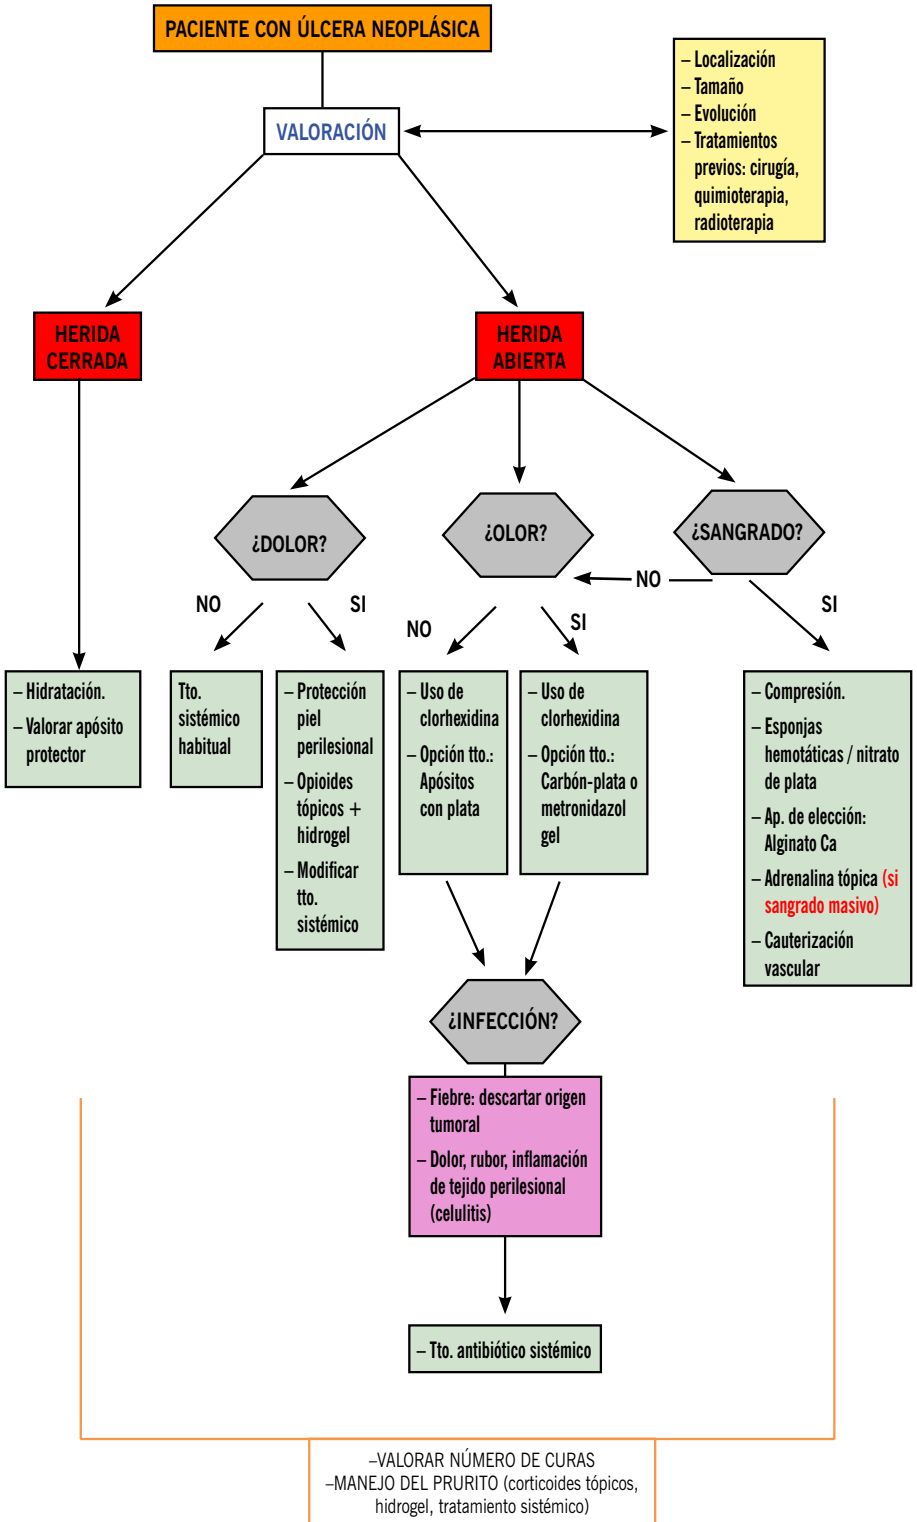 PACIENTE CON ÚLCERA NEOPLÁSICA
– Localización
– Tamaño
– Evolución
– Tratamientos
previos: cirugía,
quimioterapia,
radioterapia
VALORACIÓN
HERIDA
CERRADA
HERIDA
ABIERTA
¿DOLOR?
¿OLOR?
¿SANGRADO?
NO
NO
SI
NO
SI
SI
– Hidratación.
– Valorar apósito
protector
Tto.
sistémico
habitual
– Protección
piel
perilesional
– Opioides
tópicos +
hidrogel
– Modificar
tto.
sistémico
– Uso de
clorhexidina
– Opción tto.:
Apósitos
con plata
– Uso de
clorhexidina
– Opción tto.:
Carbón-plata o
metronidazol
gel
– Compresión.
– Esponjas
hemotáticas / nitrato
de plata
– Ap. de elección:
Alginato Ca
– Adrenalina tópica (si
sangrado masivo)
– Cauterización
vascular
¿INFECCIÓN?
– Fiebre: descartar origen
tumoral
– Dolor, rubor, inflamación
de tejido perilesional
(celulitis)
– Tto. antibiótico sistémico
–VALORAR NÚMERO DE CURAS
–MANEJO DEL PRURITO (corticoides tópicos,
hidrogel, tratamiento sistémico)